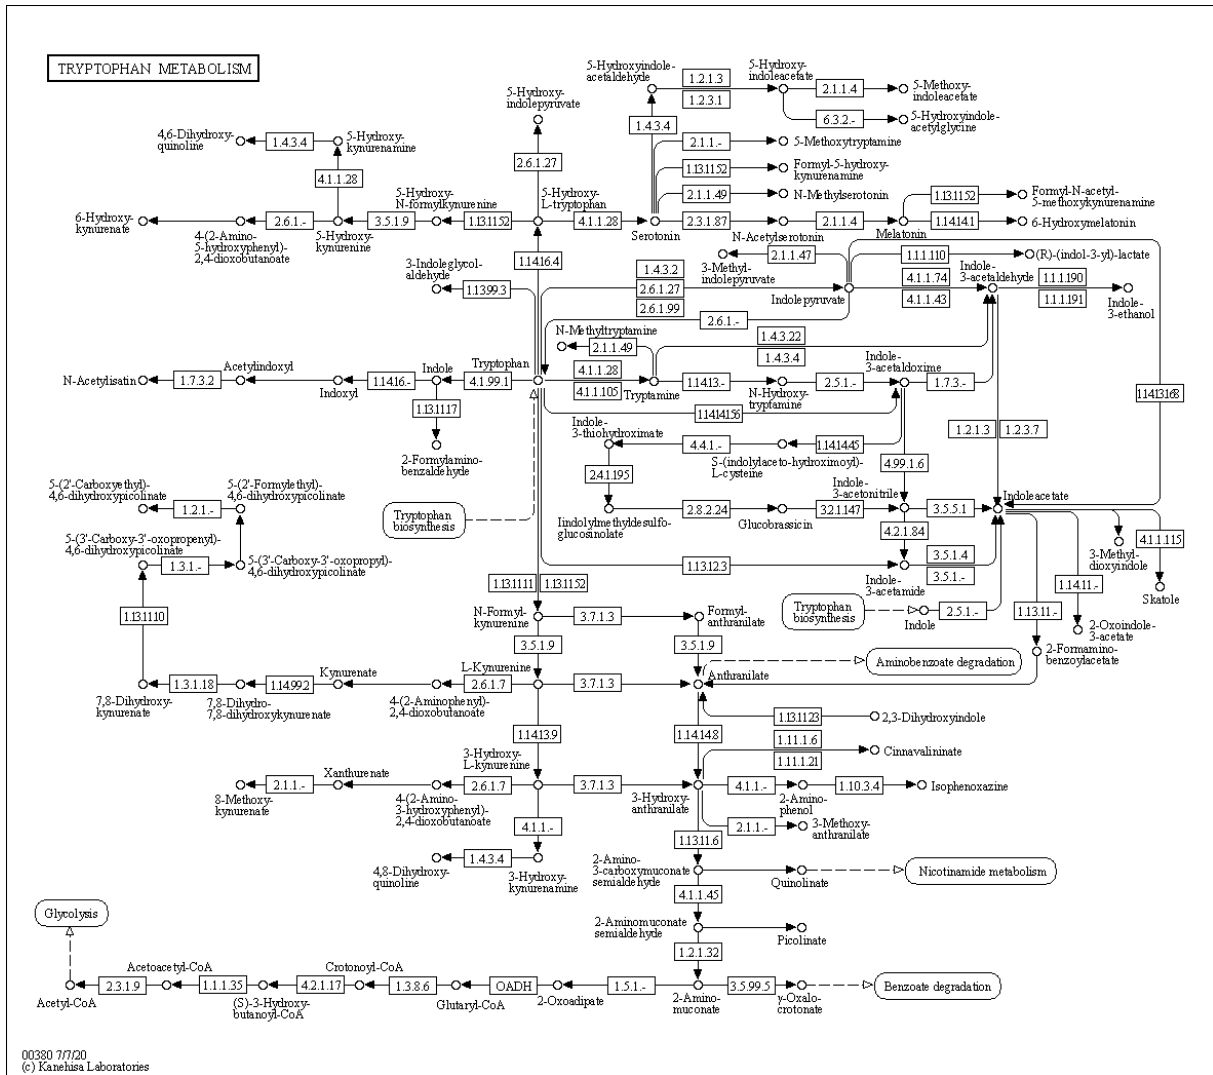 TRYPTOPHAN METABOLISM
5-Hydroxyindole-
acetaldehyde
1.2.1.3
1.2.3.1
5-Hydroxy-
indoleacetate
2.1.1.4
5-Methoxy-
indoleacetate
6.3.2.-
5-Hydroxyindole-
acetylglycine
5-Hydroxy-
indolepyruvate
1.4.3.4
2.1.1.-
5-Methoxytryptamine
4,6-Dihydroxy-
quinoline
1.4.3.4
5-Hydroxy-
kynurenamine
2.6.1.27
1.13.11.52
Formyl-5-hydroxy-
kynurenamine
4.1.1.28
5-Hydroxy-
N-formylkynurenine
5-Hydroxy-
L-tryptophan
2.1.1.49
N-Methylserotonin
1.13.11.52
Formyl-N-acetyl-
5-methoxykynurenamine
6-Hydroxy-
kynurenate
2.6.1.-
3.5.1.9
1.13.11.52
4.1.1.28
2.3.1.87
2.1.1.4
1.14.14.1
6-Hydroxymelatonin
4-(2-Amino-
5-hydroxyphenyl)-
2,4-dioxobutanoate
5-Hydroxy-
kynurenine
Serotonin
N-Acetylserotonin
Melatonin
1.14.16.4
3-Indoleglycol
aldehyde
1.13.99.3
3-Methyl-
indolepyruvate
2.1.1.47
1.1.1.110
(R)-(indol-3-yl)-lactate
1.4.3.2
2.6.1.27
2.6.1.99
Indolepyruvate
4.1.1.74
4.1.1.43
Indole-
3-acetaldehyde
1.1.1.190
1.1.1.191
Indole-
3-ethanol
2.6.1.-
N-Methyltryptamine
2.1.1.49
1.4.3.22
1.4.3.4
N-Acetylisatin
1.7.3.2
Acetylindoxyl
Indoxyl
1.14.16.-
Indole
4.1.99.1
Tryptophan
4.1.1.28
4.1.1.105
Tryptamine
1.14.13.-
N-Hydroxy-
tryptamine
2.5.1.-
Indole-
3-acetaldoxime
1.7.3.-
1.14.13.168
1.13.11.17
2-Formylamino-
benzaldehyde
1.14.14.156
Indole-
3-thiohydroximate
4.4.1.-
S-(indolylaceto-hydroximoyl)-
L-cysteine
1.14.14.45
1.2.1.3
1.2.3.7
2.4.1.195
4.99.1.6
5-(2'-Carboxyethyl)-
4,6-dihydroxypicolinate
1.2.1.-
5-(2'-Formylethyl)-
4,6-dihydroxypicolinate
Tryptophan
biosynthesis
Iindolylmethyldesulfo-
glucosinolate
2.8.2.24
Glucobrassicin
3.2.1.147
Indole-
3-acetonitrile
3.5.5.1
Indoleacetate
4.2.1.84
5-(3'-Carboxy-3'-oxopropenyl)-
4,6-dihydroxypicolinate
1.3.1.-
5-(3'-Carboxy-3'-oxopropyl)-
4,6-dihydroxypicolinate
3-Methyl-
dioxyindole
4.1.1.115
Skatole
1.13.12.3
Indole-
3-acetamide
3.5.1.4
3.5.1.-
1.14.11.-
1.13.11.11
1.13.11.52
1.13.11.10
N-Formyl-
kynurenine
3.7.1.3
Formyl-
anthranilate
Tryptophan
biosynthesis
Indole
2.5.1.-
1.13.11.-
2-Oxoindole-
3-acetate
3.5.1.9
3.5.1.9
2-Formamino-
benzoylacetate
Aminobenzoate degradation
7,8-Dihydroxy-
kynurenate
1.3.1.18
7,8-Dihydro-
7,8-dihydroxykynurenate
1.14.99.2
Kynurenate
4-(2-Aminophenyl)-
2,4-dioxobutanoate
2.6.1.7
L-Kynurenine
3.7.1.3
Anthranilate
1.13.11.23
2,3-Dihydroxyindole
1.14.13.9
1.14.14.8
1.11.1.6
1.11.1.21
Cinnavalininate
8-Methoxy-
kynurenate
2.1.1.-
Xanthurenate
4-(2-Amino-
3-hydroxyphenyl)-
2,4-dioxobutanoate
2.6.1.7
3-Hydroxy-
L-kynurenine
3.7.1.3
3-Hydroxy-
anthranilate
4.1.1.-
2-Amino-
phenol
1.10.3.4
Isophenoxazine
2.1.1.-
3-Methoxy-
anthranilate
4.1.1.-
1.13.11.6
4,8-Dihydroxy-
quinoline
1.4.3.4
3-Hydroxy-
kynurenamine
2-Amino-
3-carboxymuconate
semialdehyde
Quinolinate
Nicotinamide metabolism
4.1.1.45
Glycolysis
2-Aminomuconate
semialdehyde
Picolinate
1.2.1.32
Acetyl-CoA
2.3.1.9
Acetoacetyl-CoA
1.1.1.35
(S)-3-Hydroxy-
butanoyl-CoA
4.2.1.17
Crotonoyl-CoA
1.3.8.6
Glutaryl-CoA
OADH
2-Oxoadipate
1.5.1.-
2-Amino-
muconate
3.5.99.5
γ-Oxalo-
crotonate
Benzoate degradation
00380 7/7/20
(c) Kanehisa Laboratories